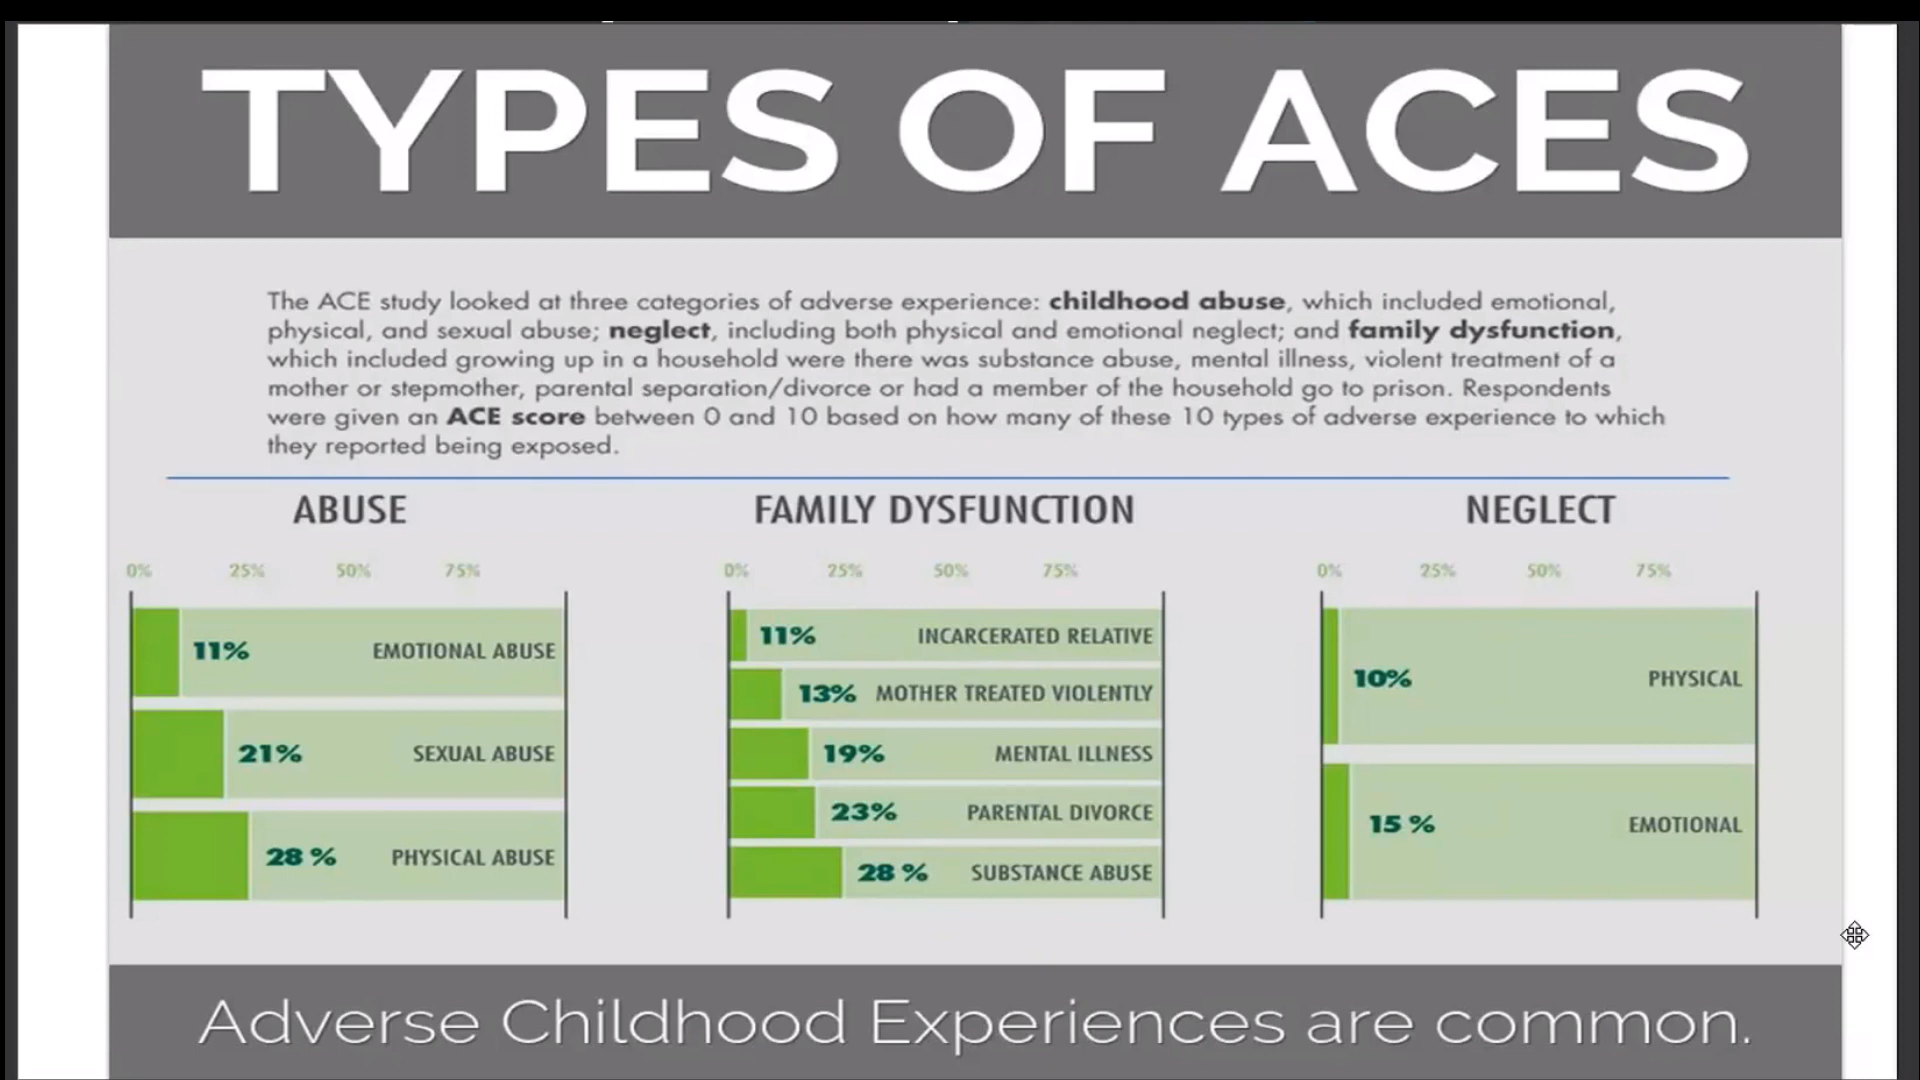 TYPES OF ACES
The ACE study looked at three categories of adverse experience: childhood abuse, which included emotional,
physical, and sexual abuse; neglect, including both physical and emotional neglect; and family dysfunction,
which included growing up in a household were there was substance abuse, mental illness, violent treatment of a
mother or stepmother, parental separation/divorce or had a member of the household go to prison. Respondents
were given an ACE score between 0 and 10 based on how many of these 10 types of adverse experience to which
they reported being exposed.
ABUSE
0% 25% 50% 75%
11% EMOTIONAL ABUSE
21% SEXUAL ABUSE
28 % PHYSICAL ABUSE
FAMILY DYSFUNCTION
0% 25% 50% 75%
11% INCARCERATED RELATIVE
13% MOTHER TREATED VIOLENTLY
19% MENTAL ILLNESS
23% PARENTAL DIVORCE
28 % SUBSTANCE ABUSE
NEGLECT
0% 25% 50% 75%
10% PHYSICAL
15 % EMOTIONAL
Adverse Childhood Experiences are common.